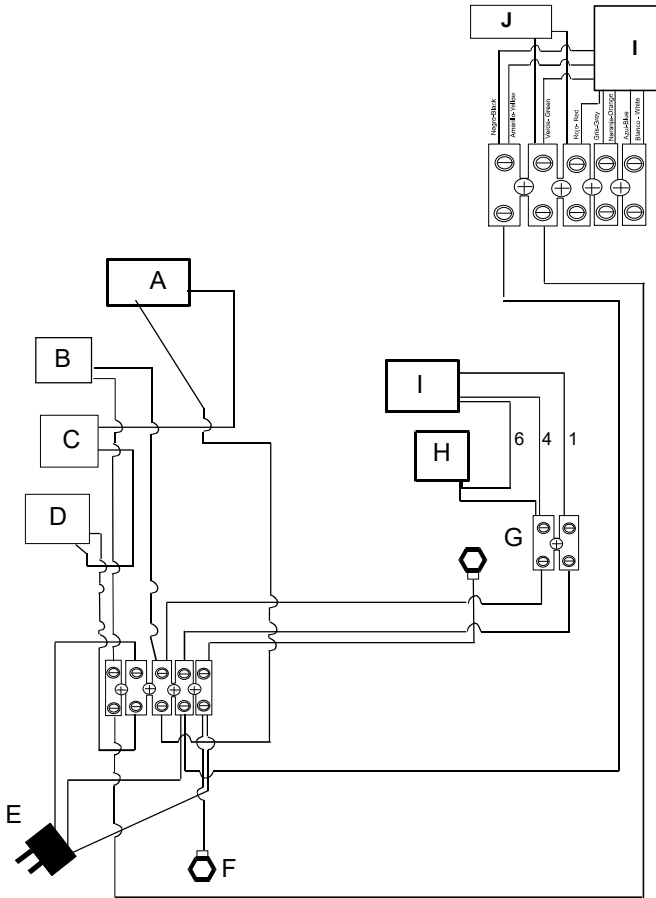 J
I
Negro-Black
Amarillo-Yellow
Verde- Green
Rojo- Red
Gris-Grey
Naranja-Orange
Azul-Blue
Blanco - White
A
B
I
C
6 4 1
H
D
G
E
F